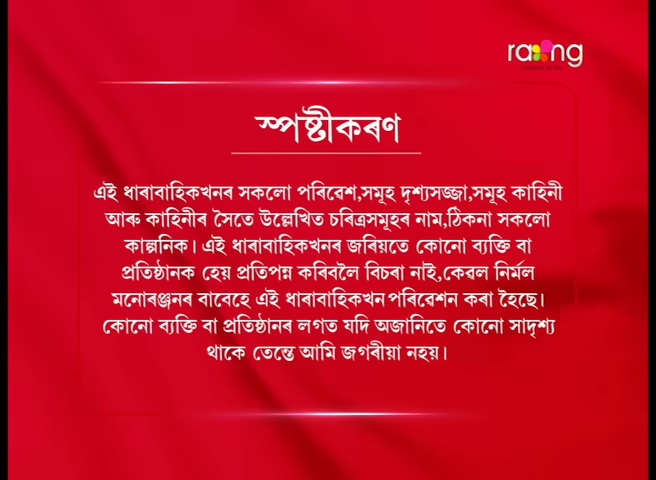 rang
স্পষ্টীকৰণ
এই ধাৰাবাহিকখনৰ সকলো পৰিৱেশ,সমূহ দৃশ্যসজ্জা,সমূহ কাহিনী
আৰু কাহিনীৰ সৈতে উল্লেখিত চৰিত্ৰসমূহৰ নাম,ঠিকনা সকলো
কাল্পনিক। এই ধাৰাবাহিকখনৰ জৰিয়তে কোনো ব্যক্তি বা
প্ৰতিষ্ঠানক হেয় প্ৰতিপন্ন কৰিবলৈ বিচৰা নাই,কেৱল নিৰ্মল
মনোৰঞ্জনৰ বাবেহে এই ধাৰাবাহিকখন পৰিৱেশন কৰা হৈছে।
কোনো ব্যক্তি বা প্ৰতিষ্ঠানৰ লগত যদি অজানিতে কোনো সাদৃশ্য
থাকে তেন্তে আমি জগৰীয়া নহয়।